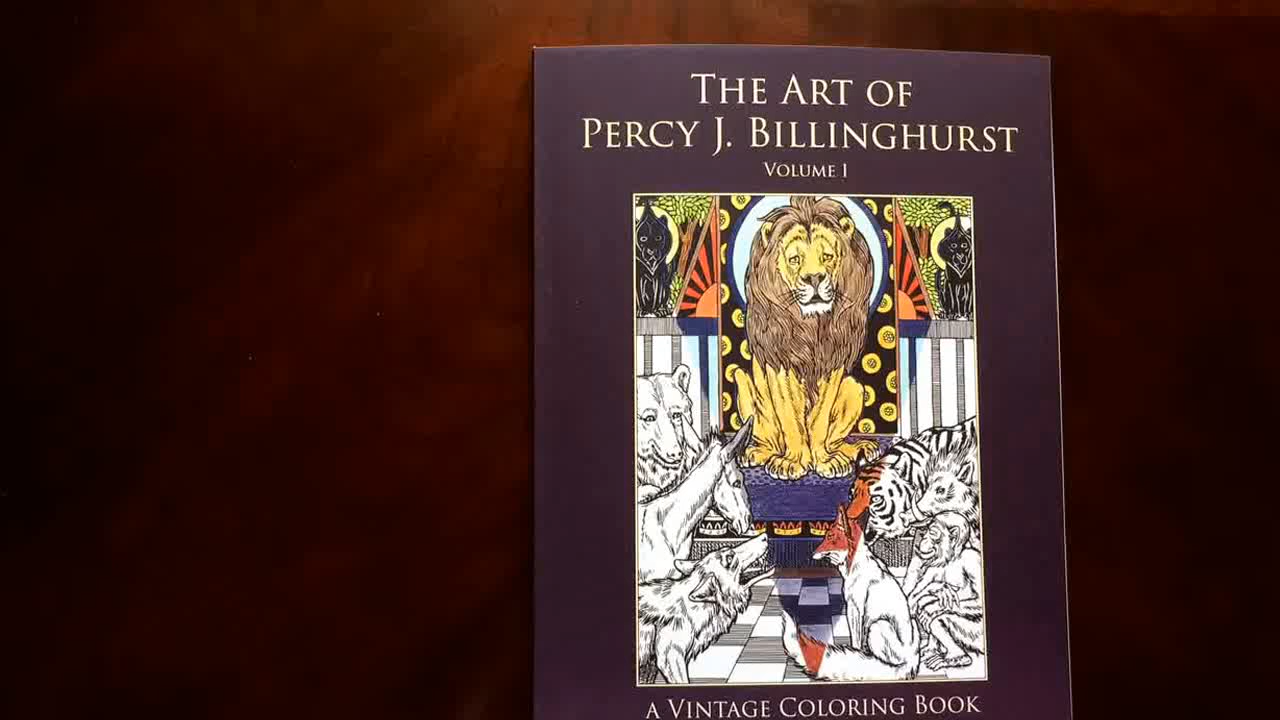 The Art of
Percy J. Billinghurst
Volume I
a Vintage Coloring Book